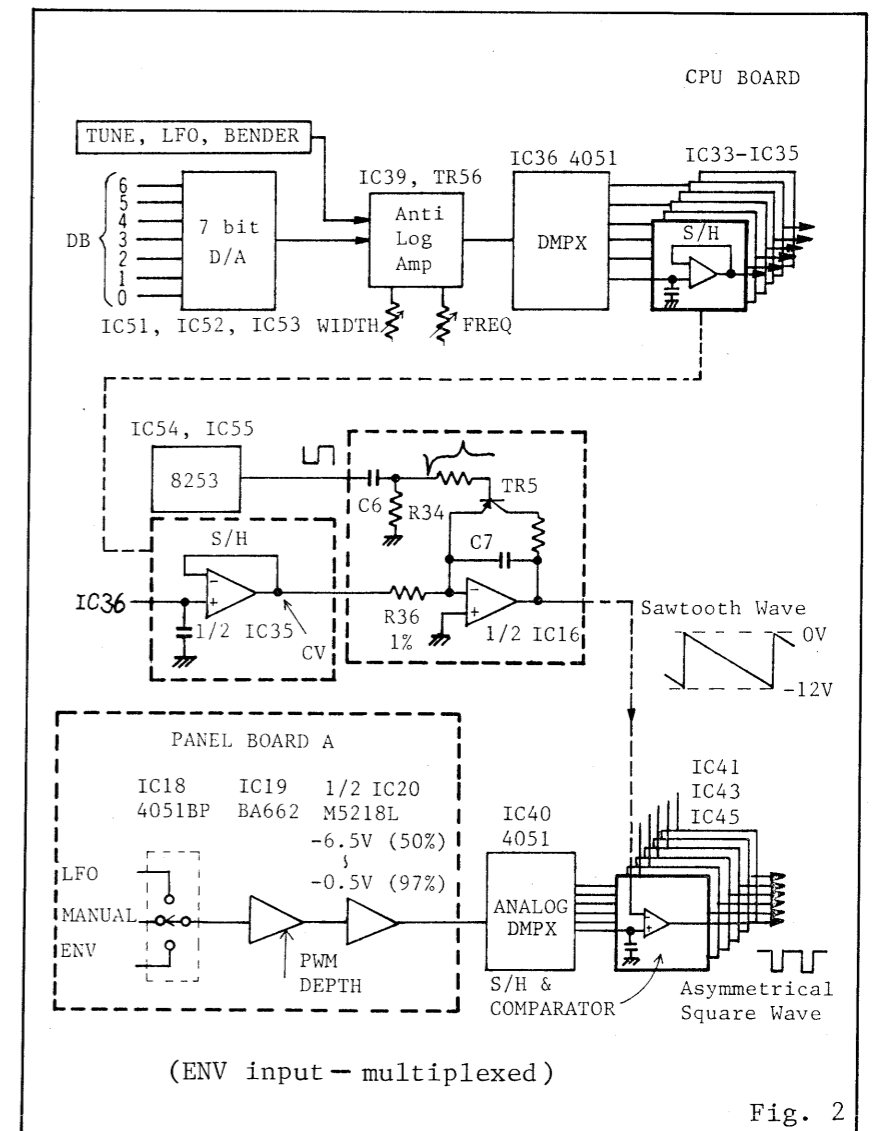 CPU BOARD
TUNE, LFO, BENDER
IC36 4051
IC33-IC35
IC39, TR56
DB
6
5
4
3
2
1
0
7 bit
D/A
Anti
Log
Amp
DMPX
S/H
IC51, IC52, IC53
WIDTH
FREQ
IC54, IC55
8253
C6
R34
TR5
S/H
C7
IC36
-
+
1/2 IC35
CV
R36
1%
-
+
1/2 IC16
Sawtooth Wave
0V
-12V
PANEL BOARD A
IC18
4051BP
IC19
BA662
1/2 IC20
M5218L
-6.5V (50%)
∫
-0.5V (97%)
IC40
4051
IC41
IC43
IC45
LFO
MANUAL
ENV
PWM
DEPTH
ANALOG
DMPX
-
+
S/H &
COMPARATOR
Asymmetrical
Square Wave
(ENV input — multiplexed)
Fig. 2